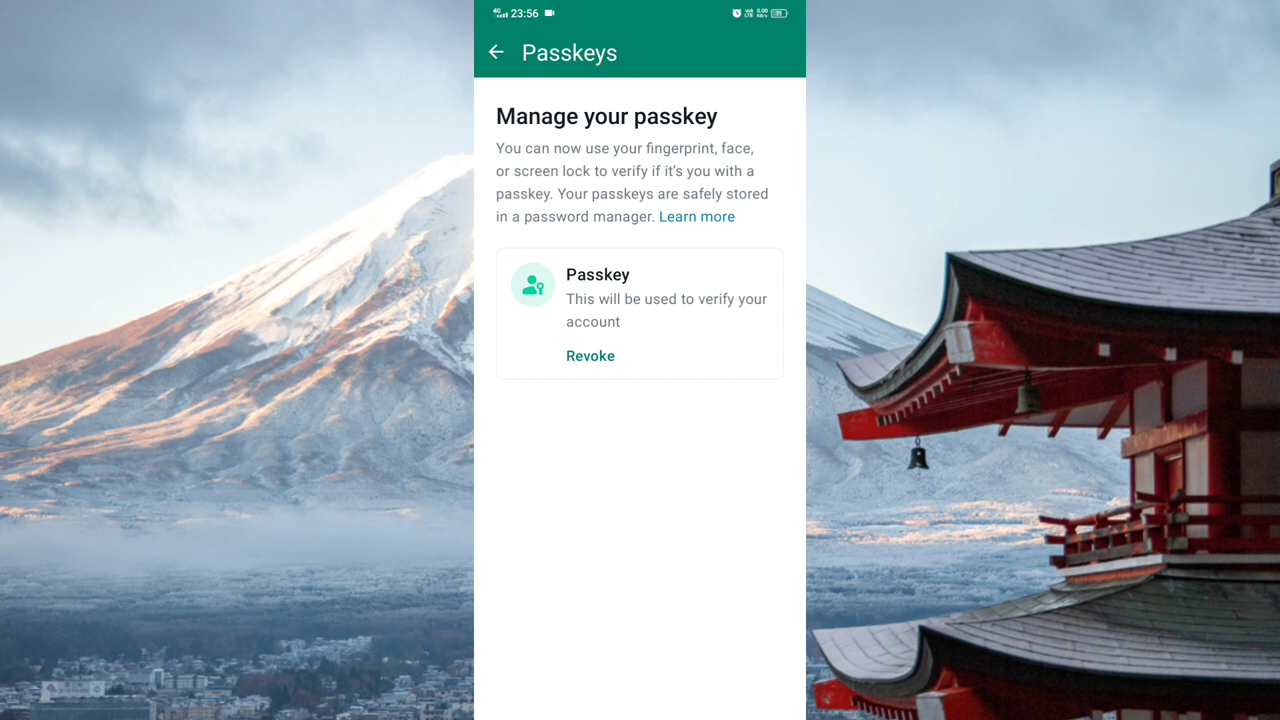 4G 23:56
Passkeys
Manage your passkey
You can now use your fingerprint, face,
or screen lock to verify if it's you with a
passkey. Your passkeys are safely stored
in a password manager. Learn more
Passkey
This will be used to verify your
account
Revoke